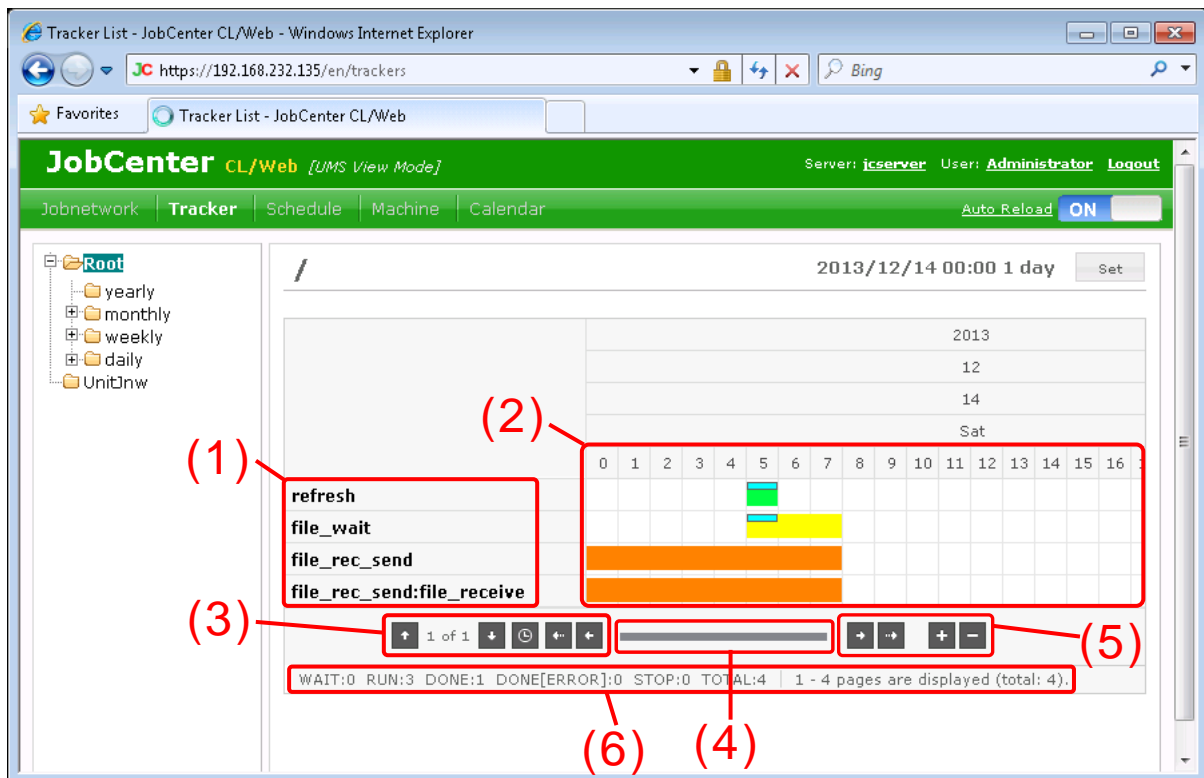 Tracker List - JobCenter CL/Web - Windows Internet Explorer
JC https://192.168.232.135/en/trackers
Bing
Favorites
Tracker List - JobCenter CL/Web
JobCenter CL/Web [UMS View Mode]
Server: jcserver User: Administrator Logout
Jobnetwork Tracker Schedule Machine Calendar
Auto Reload ON
Root
yearly
monthly
weekly
daily
UnitJnw
/
2013/12/14 00:00 1 day Set
2013
12
14
Sat
(2)
(1)
0 1 2 3 4 5 6 7 8 9 10 11 12 13 14 15 16
refresh
file_wait
file_rec_send
file_rec_send:file_receive
(3)
1 of 1
(5)
WAIT:0 RUN:3 DONE:1 DONE[ERROR]:0 STOP:0 TOTAL:4 1 - 4 pages are displayed (total: 4).
(6)
(4)